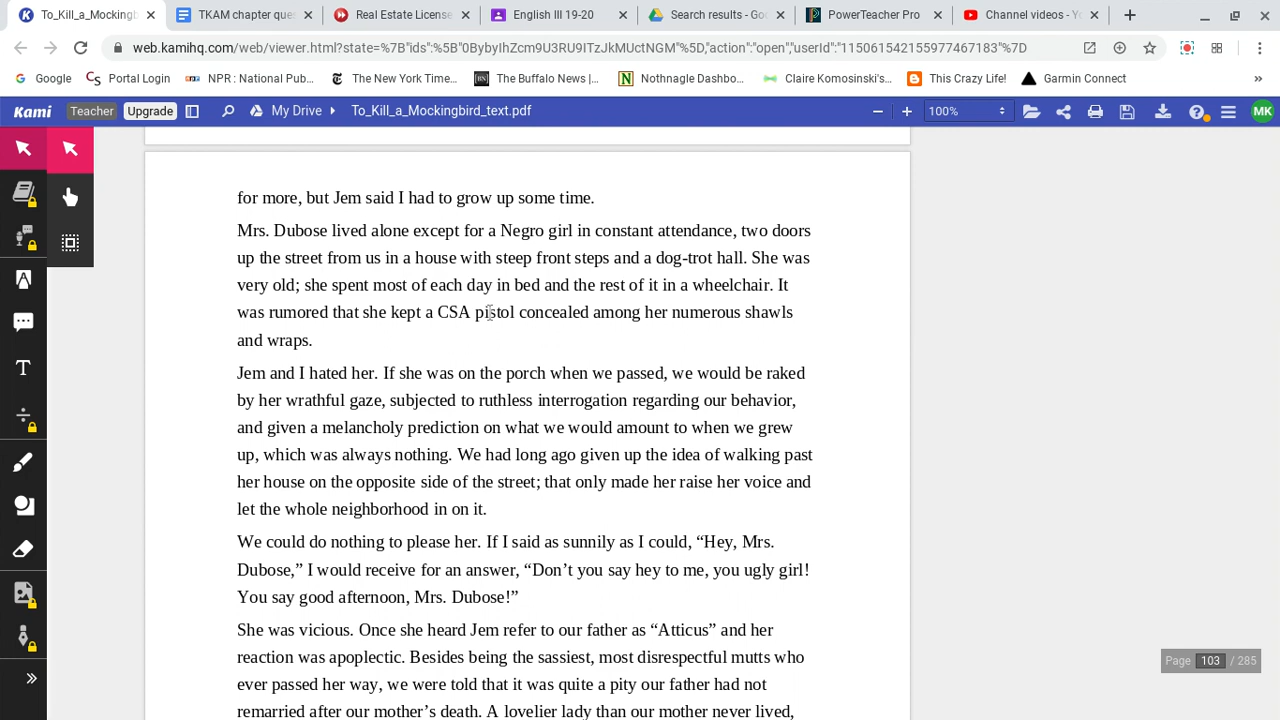 To_Kill_a_Mockingb
TKAM chapter ques
Real Estate License
English III 19-20
Search results - Goo
PowerTeacher Pro
Channel videos - Yo
web.kamihq.com/web/viewer.html?state=%7B"ids":%5B"0BybyIhZcm9U3RU9ITzJkMUctNGM"%5D,"action":"open","userId":"115061542155977467183"%7D
Google
Portal Login
NPR : National Pub...
The New York Time...
The Buffalo News |...
Nothnagle Dashbo...
Claire Komosinski's...
This Crazy Life!
Garmin Connect
»
Kami
Teacher
Upgrade
My Drive
To_Kill_a_Mockingbird_text.pdf
100%
MK
for more, but Jem said I had to grow up some time.
Mrs. Dubose lived alone except for a Negro girl in constant attendance, two doors
up the street from us in a house with steep front steps and a dog-trot hall. She was
very old; she spent most of each day in bed and the rest of it in a wheelchair. It
was rumored that she kept a CSA pistol concealed among her numerous shawls
and wraps.
Jem and I hated her. If she was on the porch when we passed, we would be raked
by her wrathful gaze, subjected to ruthless interrogation regarding our behavior,
and given a melancholy prediction on what we would amount to when we grew
up, which was always nothing. We had long ago given up the idea of walking past
her house on the opposite side of the street; that only made her raise her voice and
let the whole neighborhood in on it.
We could do nothing to please her. If I said as sunnily as I could, “Hey, Mrs.
Dubose,” I would receive for an answer, “Don’t you say hey to me, you ugly girl!
You say good afternoon, Mrs. Dubose!”
She was vicious. Once she heard Jem refer to our father as “Atticus” and her
reaction was apoplectic. Besides being the sassiest, most disrespectful mutts who
ever passed her way, we were told that it was quite a pity our father had not
remarried after our mother’s death. A lovelier lady than our mother never lived,
Page 103 / 285